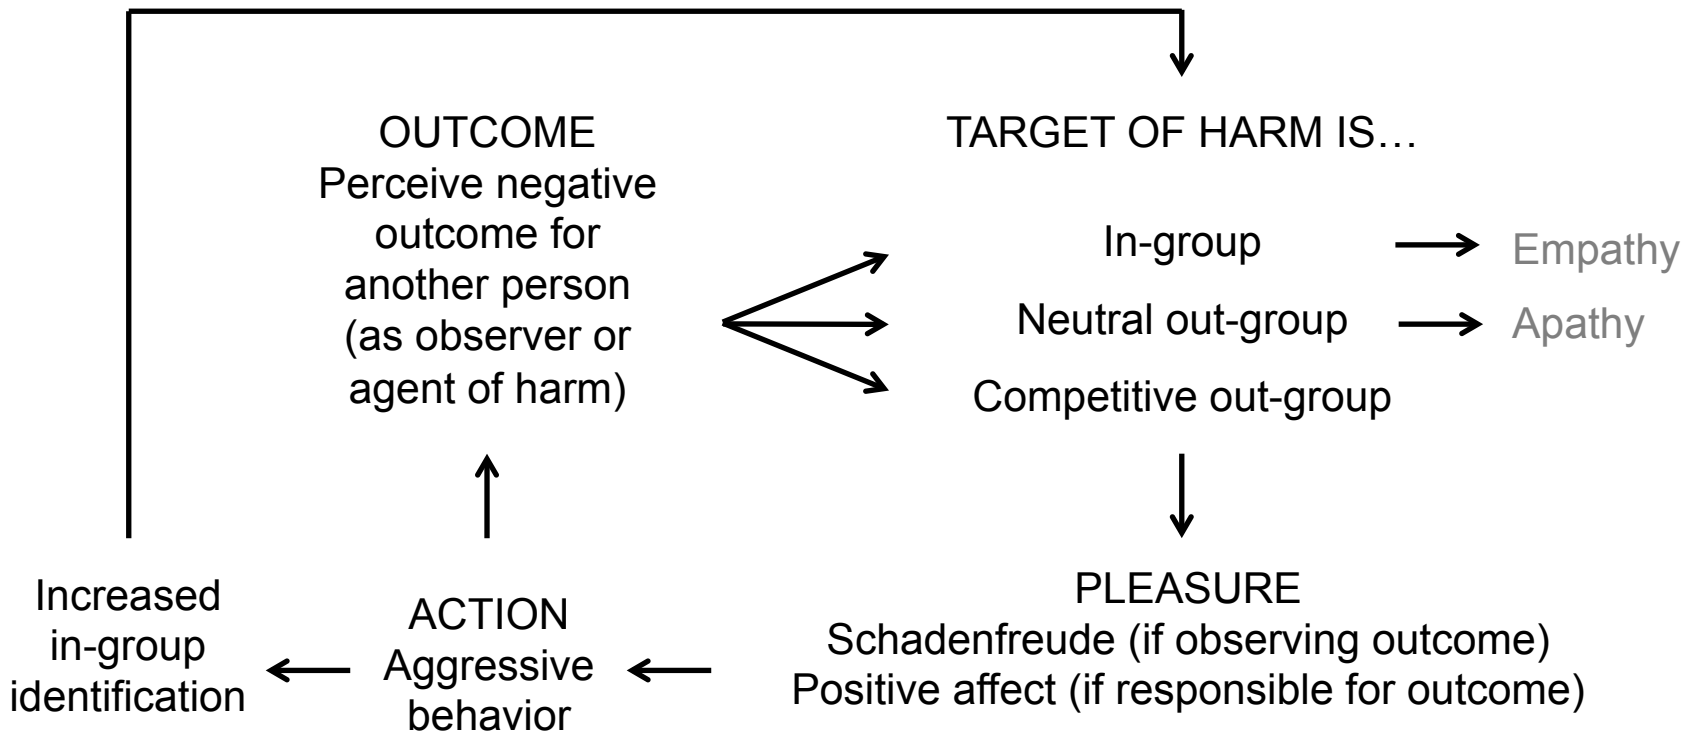 OUTCOME
Perceive negative
outcome for
another person
(as observer or
agent of harm)
TARGET OF HARM IS…
In-group
Empathy
Neutral out-group
Apathy
Competitive out-group
PLEASURE
Schadenfreude (if observing outcome)
Positive affect (if responsible for outcome)
ACTION
Aggressive
behavior
Increased
in-group
identification